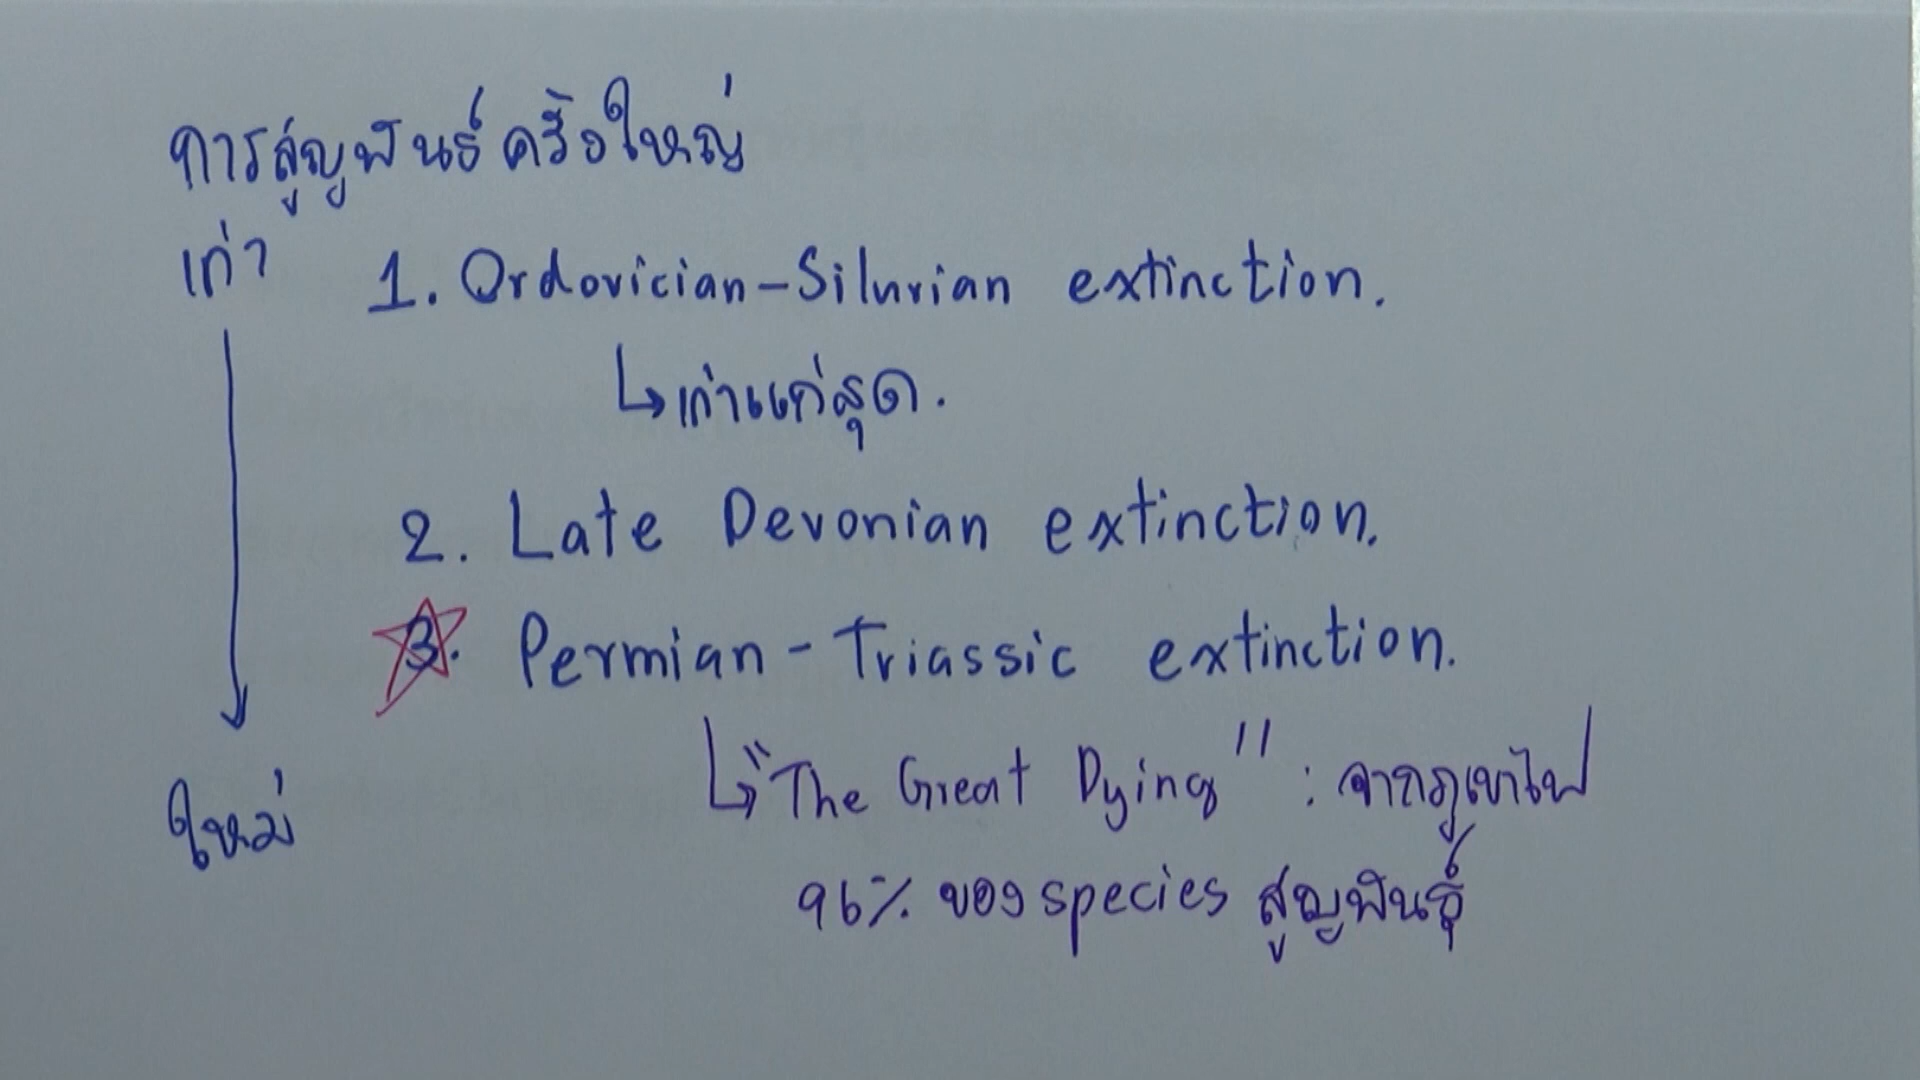 การสูญพันธ์ ครั้งใหญ่
เก่า 1. Ordovician-Silurian extinction.
↳ เก่าแก่สุด.
2. Late Devonian extinction.
3. Permian-Triassic extinction.
↳ "The Great Dying" : จากภูเขาไฟ
ใหม่
96% ของ species สูญพันธุ์